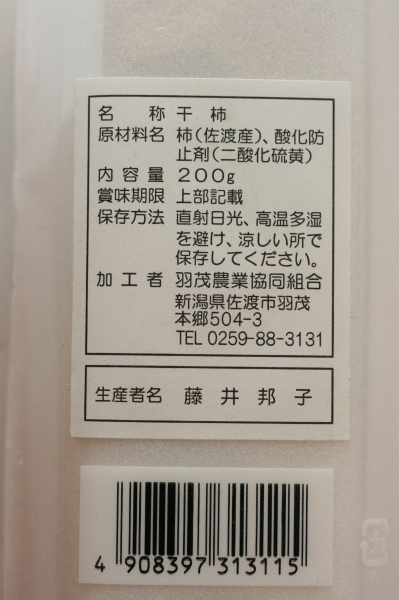 名称 干柿
原材料名 柿(佐渡産)、酸化防
止剤(二酸化硫黄)
内容量 200g
賞味期限 上部記載
保存方法 直射日光、高温多湿
を避け、涼しい所で
保存してください。
加工者 羽茂農業協同組合
新潟県佐渡市羽茂
本郷504-3
TEL 0259-88-3131
生産者名 藤井邦子
4 908397 313115